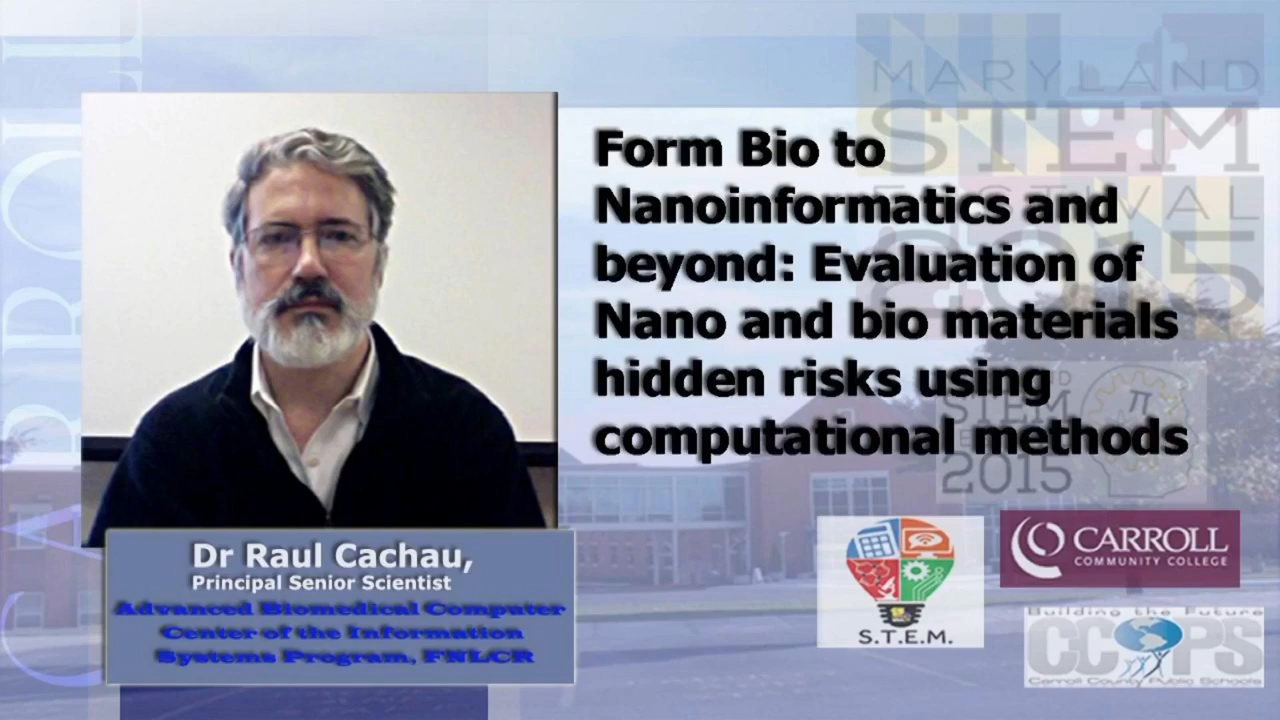 CARROLL
MARYLAND
STEM
FESTIVAL
2015
Form Bio to
Nanoinformatics and
beyond: Evaluation of
Nano and bio materials
hidden risks using
computational methods
STEM
2015
π
Dr Raul Cachau,
Principal Senior Scientist
Advanced Biomedical Computer
Center of the Information
Systems Program, FNLCR
S.T.E.M.
CARROLL
COMMUNITY COLLEGE
Building the Future
CCPS
Carroll County Public Schools